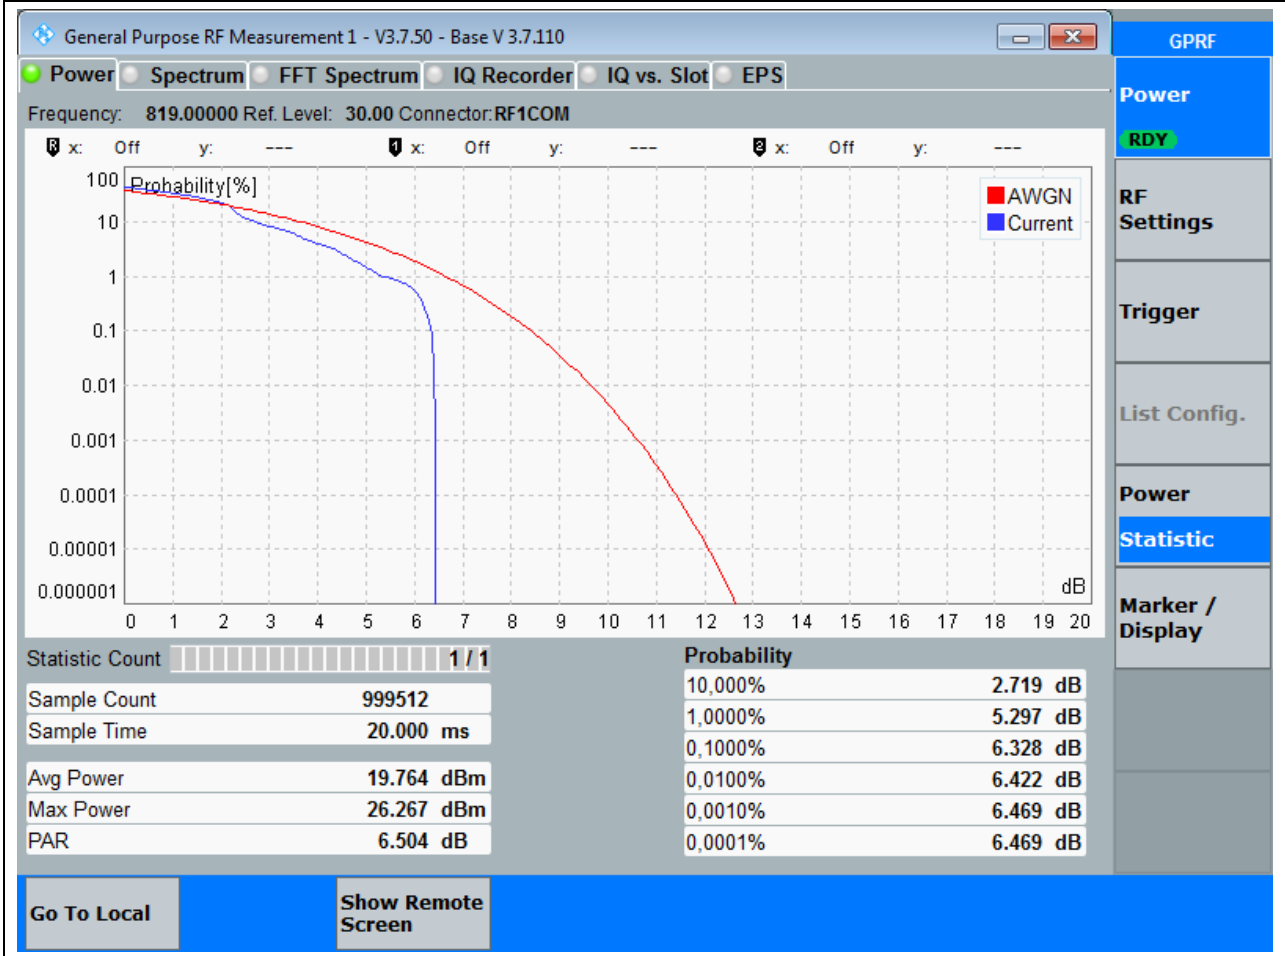 General Purpose RF Measurement 1 - V3.7.50 - Base V 3.7.110
GPRF
Power Spectrum FFT Spectrum IQ Recorder IQ vs. Slot EPS
Frequency: 819.00000 Ref. Level: 30.00 Connector:RF1COM
R x: Off y: --- 1 x: Off y: --- 2 x: Off y: ---
Probability[%]
AWGN
Current
100
10
1
0.1
0.01
0.001
0.0001
0.00001
0.000001
dB
0 1 2 3 4 5 6 7 8 9 10 11 12 13 14 15 16 17 18 19 20
Statistic Count 1 / 1
Sample Count 999512
Sample Time 20.000 ms
Avg Power 19.764 dBm
Max Power 26.267 dBm
PAR 6.504 dB
Probability
10,000% 2.719 dB
1,0000% 5.297 dB
0,1000% 6.328 dB
0,0100% 6.422 dB
0,0010% 6.469 dB
0,0001% 6.469 dB
Power
RDY
RF
Settings
Trigger
List Config.
Power
Statistic
Marker /
Display
Go To Local
Show Remote
Screen